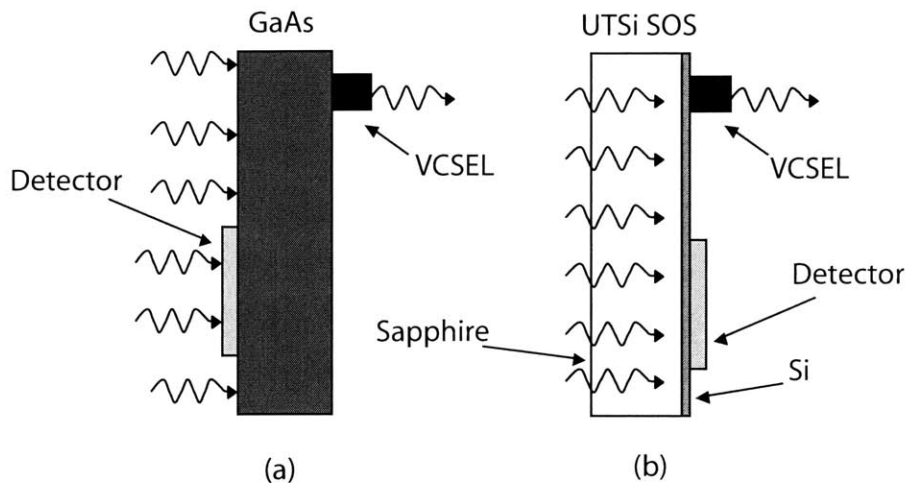 GaAs
UTSi SOS
VCSEL
VCSEL
Detector
Detector
Sapphire
Si
(a)
(b)